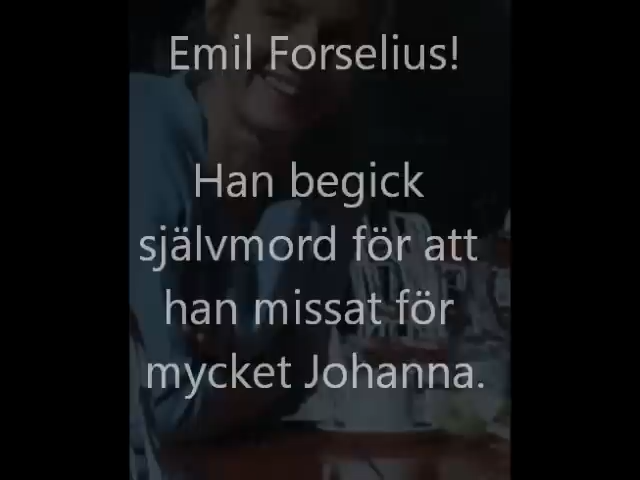 Emil Forselius!
Han begick
självmord för att
han missat för
mycket Johanna.